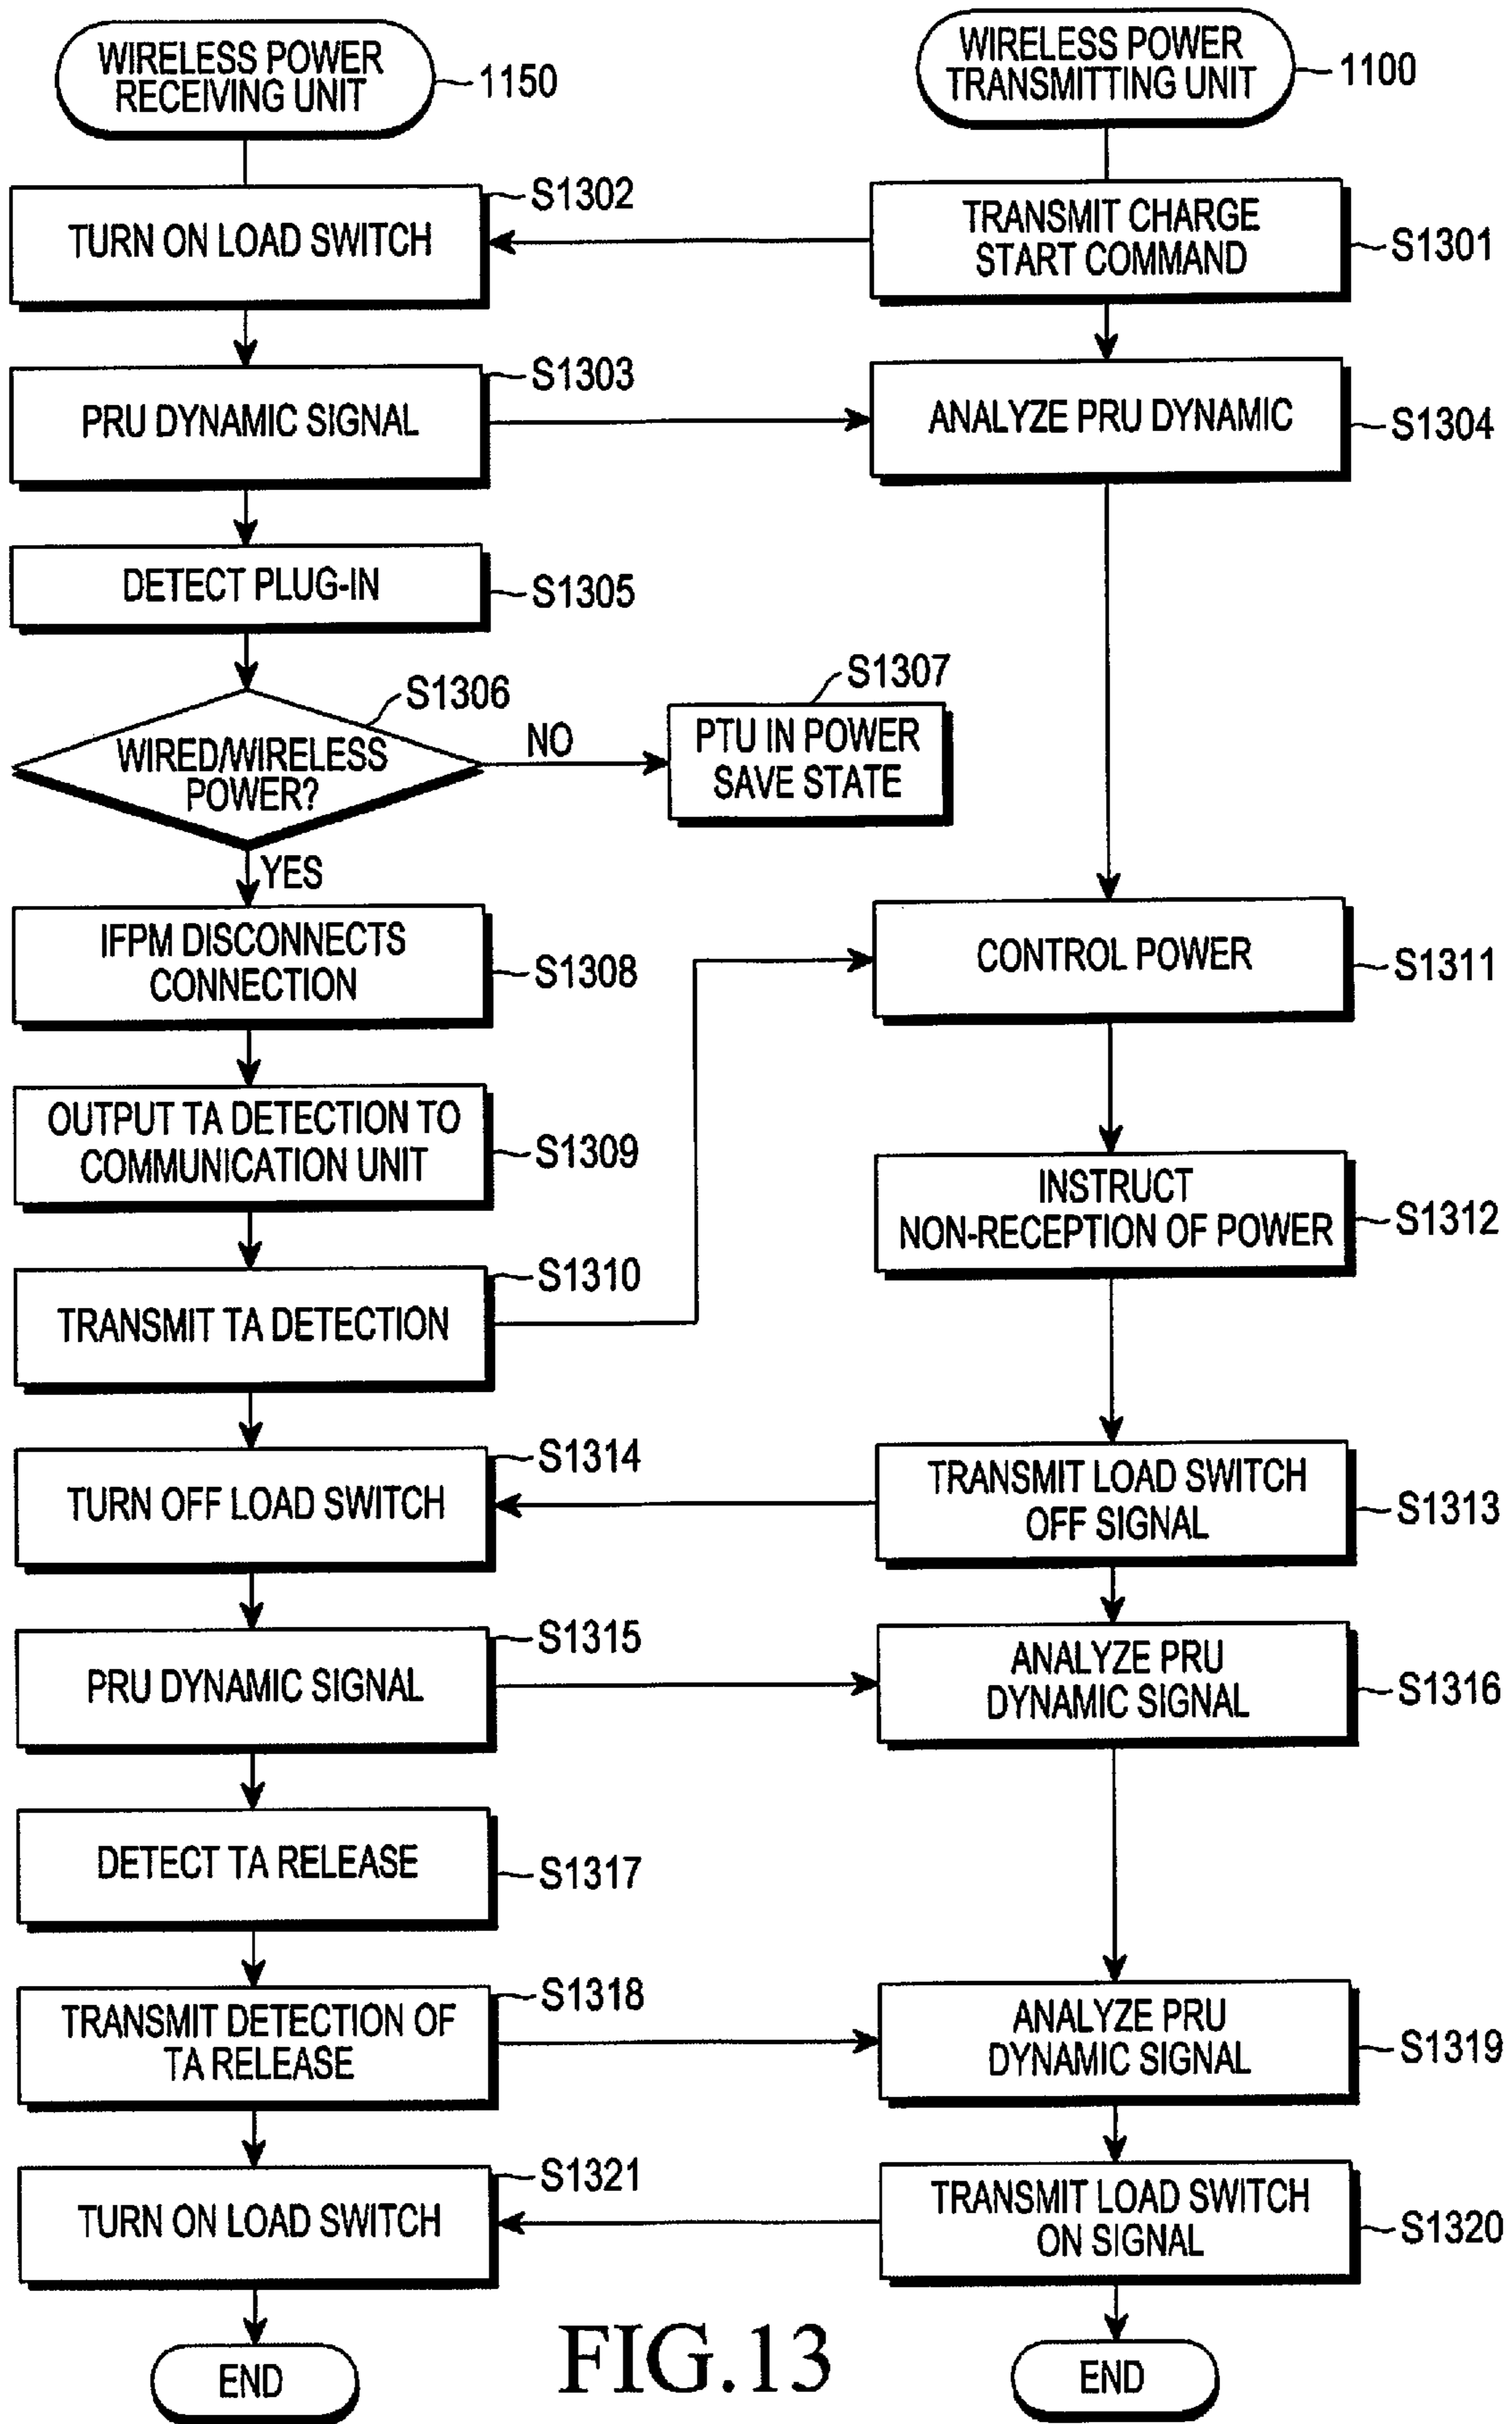 WIRELESS POWER
RECEIVING UNIT
1150
WIRELESS POWER
TRANSMITTING UNIT
1100
TURN ON LOAD SWITCH
S1302
TRANSMIT CHARGE
START COMMAND
S1301
PRU DYNAMIC SIGNAL
S1303
ANALYZE PRU DYNAMIC
S1304
DETECT PLUG-IN
S1305
WIRED/WIRELESS
POWER?
S1306
NO
PTU IN POWER
SAVE STATE
S1307
YES
IFPM DISCONNECTS
CONNECTION
S1308
CONTROL POWER
S1311
OUTPUT TA DETECTION TO
COMMUNICATION UNIT
S1309
INSTRUCT
NON-RECEPTION OF POWER
S1312
TRANSMIT TA DETECTION
S1310
TURN OFF LOAD SWITCH
S1314
TRANSMIT LOAD SWITCH
OFF SIGNAL
S1313
PRU DYNAMIC SIGNAL
S1315
ANALYZE PRU
DYNAMIC SIGNAL
S1316
DETECT TA RELEASE
S1317
TRANSMIT DETECTION OF
TA RELEASE
S1318
ANALYZE PRU
DYNAMIC SIGNAL
S1319
TURN ON LOAD SWITCH
S1321
TRANSMIT LOAD SWITCH
ON SIGNAL
S1320
END
END
FIG.13